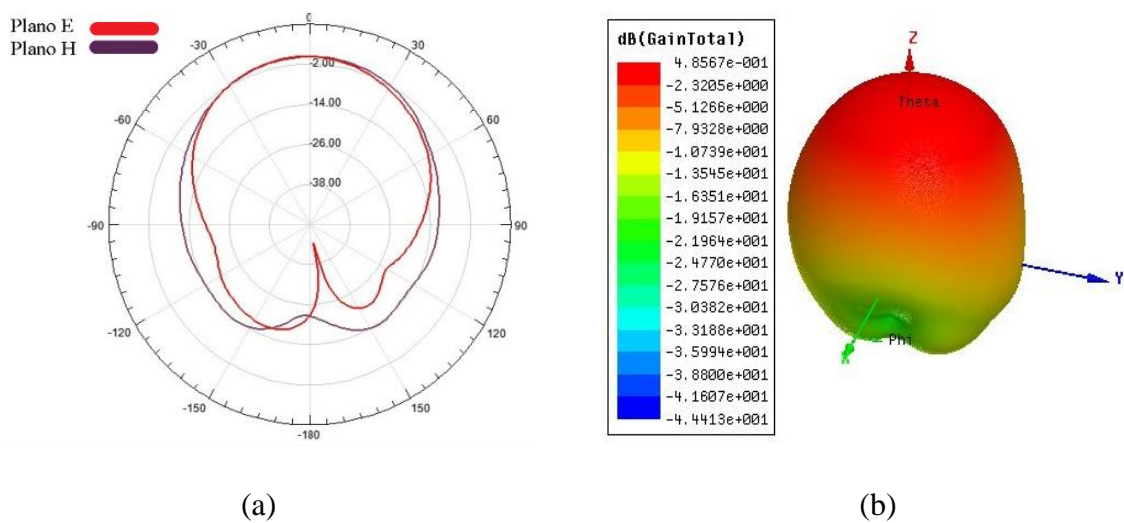 Plano E
Plano H
0
-30
30
-2.00
-60
60
-14.00
-26.00
-38.00
-90
90
-120
120
-150
150
-180
dB(GainTotal)
4.8567e-001
-2.3205e+000
-5.1266e+000
-7.9328e+000
-1.0739e+001
-1.3545e+001
-1.6351e+001
-1.9157e+001
-2.1964e+001
-2.4770e+001
-2.7576e+001
-3.0382e+001
-3.3188e+001
-3.5994e+001
-3.8800e+001
-4.1607e+001
-4.4413e+001
Z
Theta
Y
Phi
(a)
(b)